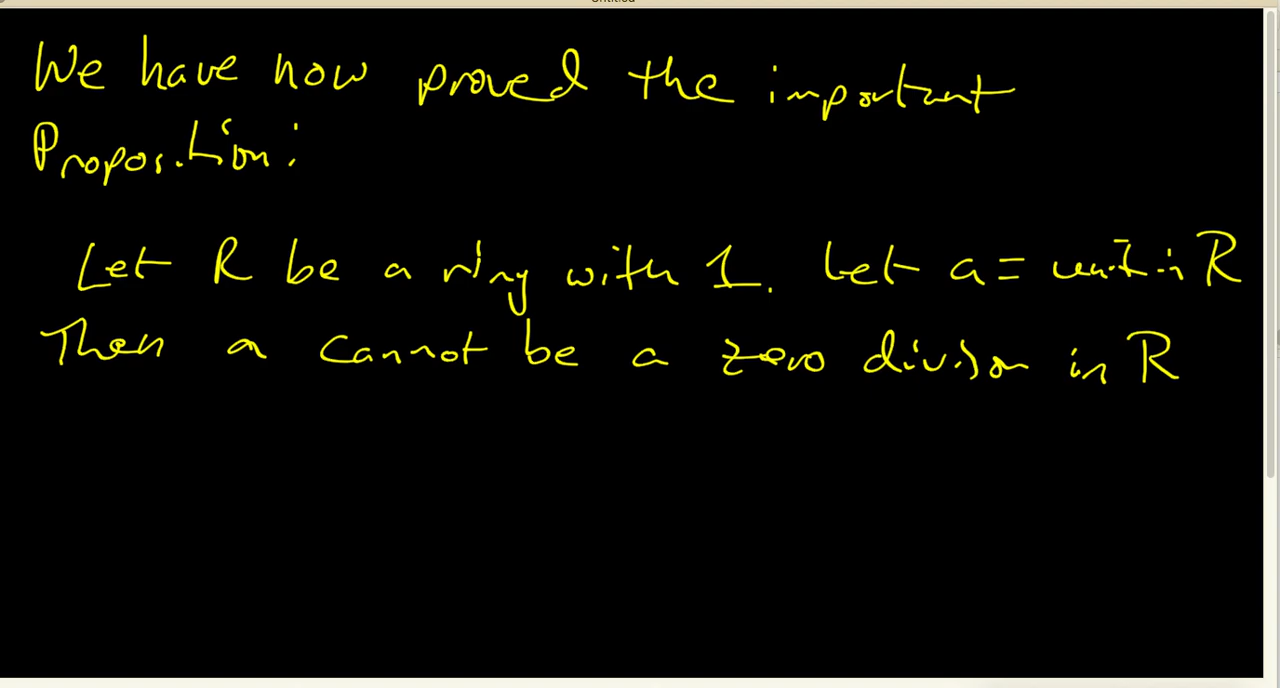 We have now proved the important
Proposition:
Let R be a ring with 1. Let a = unit in R
Then a cannot be a zero divisor in R